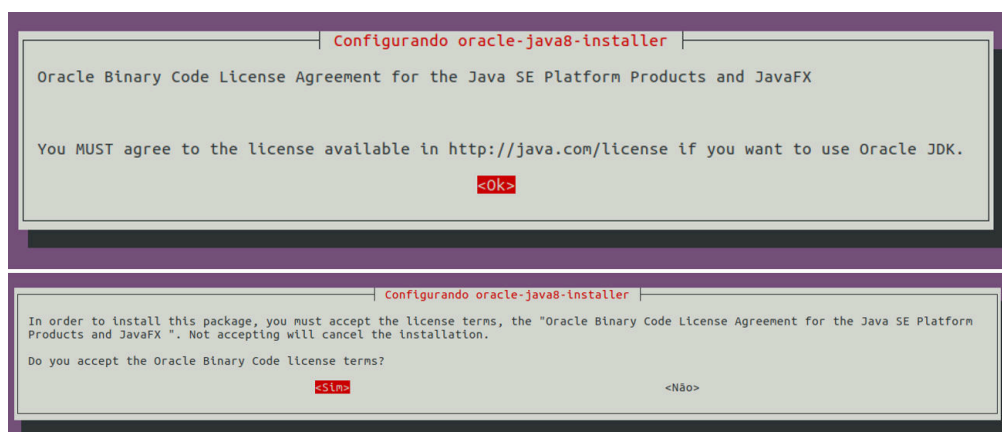 Configurando oracle-java8-installer
Oracle Binary Code License Agreement for the Java SE Platform Products and JavaFX
You MUST agree to the license available in http://java.com/license if you want to use Oracle JDK.
<Ok>
Configurando oracle-java8-installer
In order to install this package, you must accept the license terms, the "Oracle Binary Code License Agreement for the Java SE Platform
Products and JavaFX ". Not accepting will cancel the installation.
Do you accept the Oracle Binary Code license terms?
<Sim> <Não>